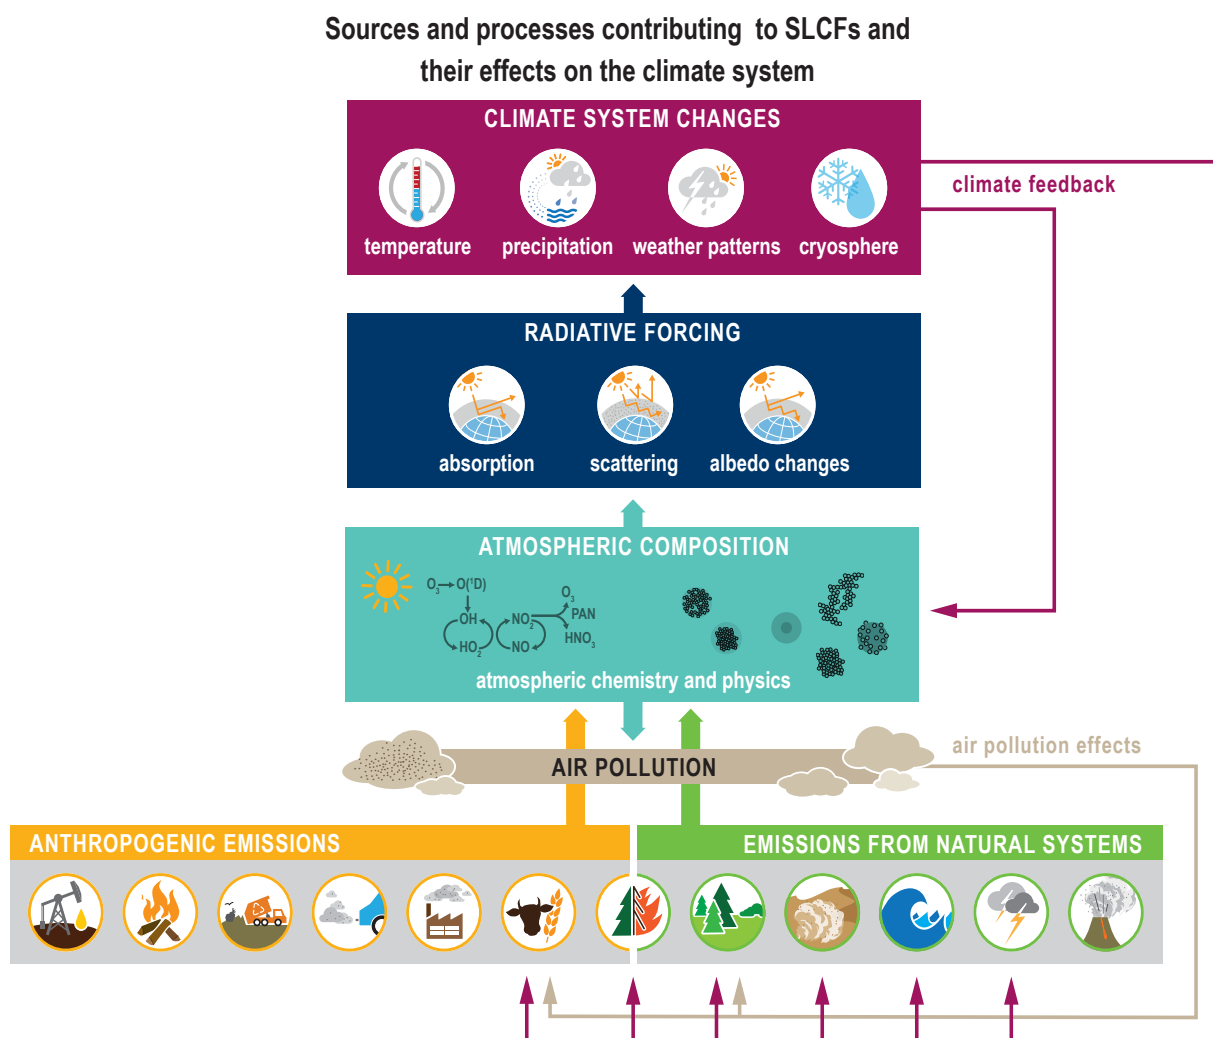 Sources and processes contributing to SLCFs and
their effects on the climate system
CLIMATE SYSTEM CHANGES
temperature
precipitation
weather patterns
cryosphere
climate feedback
RADIATIVE FORCING
absorption
scattering
albedo changes
ATMOSPHERIC COMPOSITION
O₃
O(¹D)
O₃
OH
NO₂
PAN
HO₂
NO
HNO₃
atmospheric chemistry and physics
air pollution effects
AIR POLLUTION
ANTHROPOGENIC EMISSIONS
EMISSIONS FROM NATURAL SYSTEMS